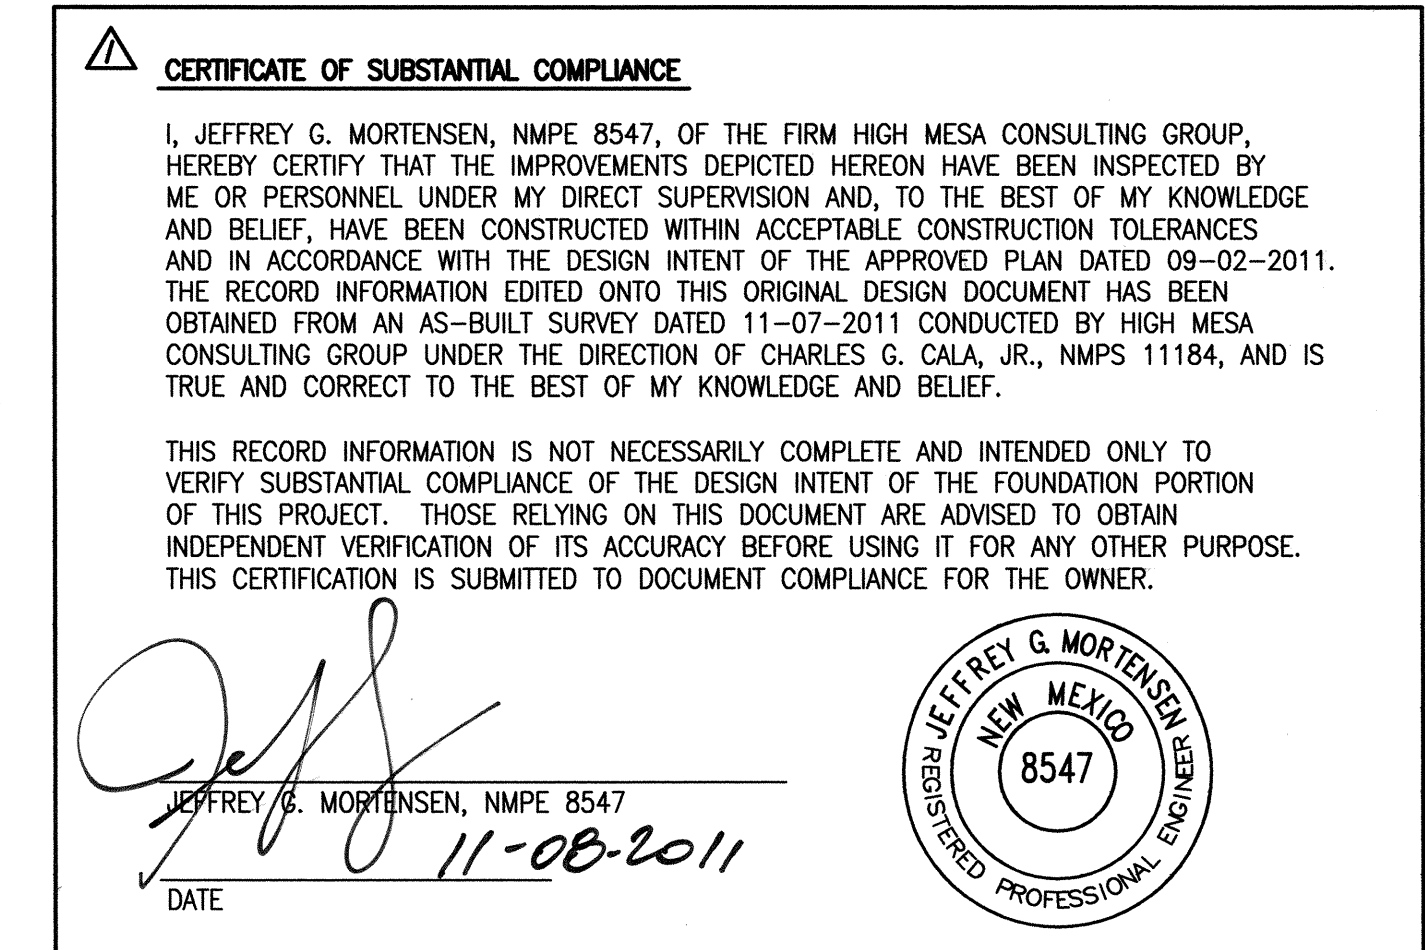 1
CERTIFICATE OF SUBSTANTIAL COMPLIANCE
I, JEFFREY G. MORTENSEN, NMPE 8547, OF THE FIRM HIGH MESA CONSULTING GROUP,
HEREBY CERTIFY THAT THE IMPROVEMENTS DEPICTED HEREON HAVE BEEN INSPECTED BY
ME OR PERSONNEL UNDER MY DIRECT SUPERVISION AND, TO THE BEST OF MY KNOWLEDGE
AND BELIEF, HAVE BEEN CONSTRUCTED WITHIN ACCEPTABLE CONSTRUCTION TOLERANCES
AND IN ACCORDANCE WITH THE DESIGN INTENT OF THE APPROVED PLAN DATED 09-02-2011.
THE RECORD INFORMATION EDITED ONTO THIS ORIGINAL DESIGN DOCUMENT HAS BEEN
OBTAINED FROM AN AS-BUILT SURVEY DATED 11-07-2011 CONDUCTED BY HIGH MESA
CONSULTING GROUP UNDER THE DIRECTION OF CHARLES G. CALA, JR., NMPS 11184, AND IS
TRUE AND CORRECT TO THE BEST OF MY KNOWLEDGE AND BELIEF.
THIS RECORD INFORMATION IS NOT NECESSARILY COMPLETE AND INTENDED ONLY TO
VERIFY SUBSTANTIAL COMPLIANCE OF THE DESIGN INTENT OF THE FOUNDATION PORTION
OF THIS PROJECT. THOSE RELYING ON THIS DOCUMENT ARE ADVISED TO OBTAIN
INDEPENDENT VERIFICATION OF ITS ACCURACY BEFORE USING IT FOR ANY OTHER PURPOSE.
THIS CERTIFICATION IS SUBMITTED TO DOCUMENT COMPLIANCE FOR THE OWNER.
JEFFREY G. MORTENSEN, NMPE 8547
11-08-2011
DATE
JEFFREY G. MORTENSEN
NEW MEXICO
8547
REGISTERED PROFESSIONAL ENGINEER